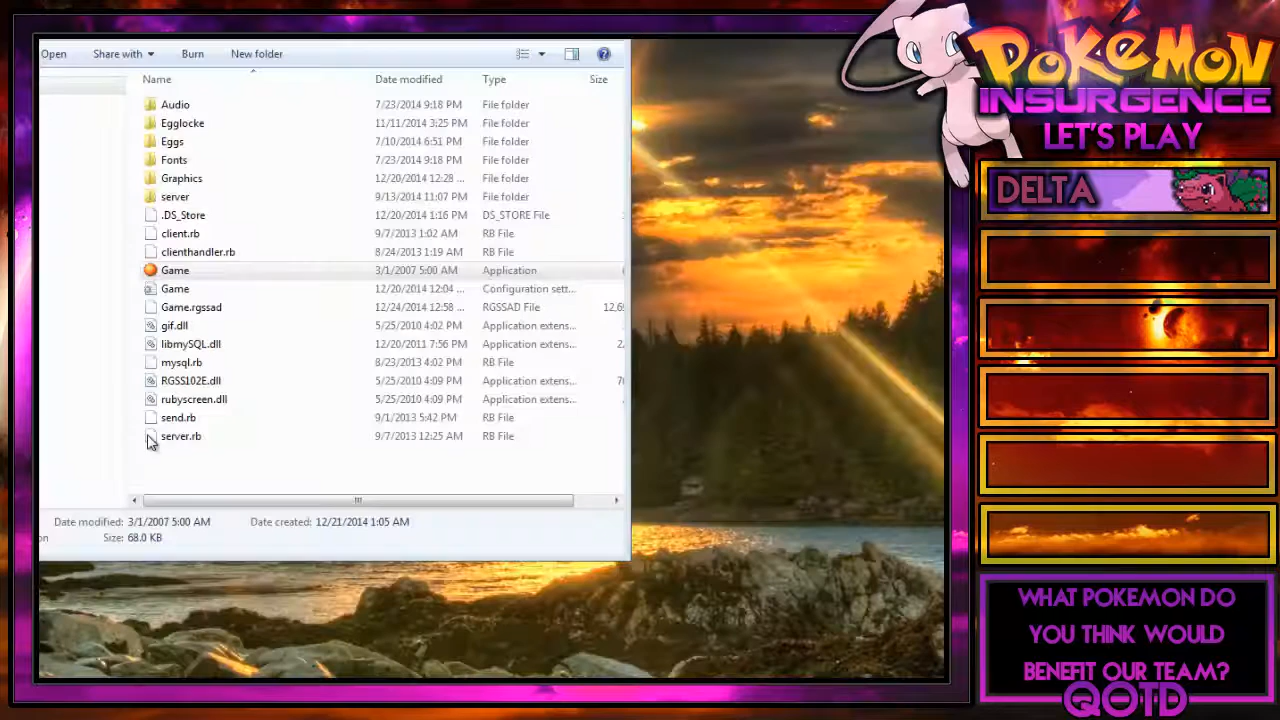 Open Share with Burn New folder
Name Date modified Type Size
Audio 7/23/2014 9:18 PM File folder
Egglocke 11/11/2014 3:25 PM File folder
Eggs 7/10/2014 6:51 PM File folder
Fonts 7/23/2014 9:18 PM File folder
Graphics 12/20/2014 12:28 ... File folder
server 9/13/2014 11:07 PM File folder
.DS_Store 12/20/2014 1:16 PM DS_STORE File
client.rb 9/7/2013 1:02 AM RB File
clienthandler.rb 8/24/2013 1:19 AM RB File
Game 3/1/2007 5:00 AM Application
Game 12/20/2014 12:04 ... Configuration sett...
Game.rgssad 12/24/2014 12:58 ... RGSSAD File 12,6
gif.dll 5/25/2010 4:02 PM Application extens...
libmySQL.dll 12/20/2011 7:56 PM Application extens... 2,
mysql.rb 8/23/2013 4:02 PM RB File
RGSS102E.dll 5/25/2010 4:09 PM Application extens...
rubyscreen.dll 5/25/2010 4:09 PM Application extens...
send.rb 9/1/2013 5:42 PM RB File
server.rb 9/7/2013 12:25 AM RB File
Date modified: 3/1/2007 5:00 AM Date created: 12/21/2014 1:05 AM
on Size: 68.0 KB
POKéMON
INSURGENCE
LET'S PLAY
DELTA
WHAT POKEMON DO
YOU THINK WOULD
BENEFIT OUR TEAM?
QOTD